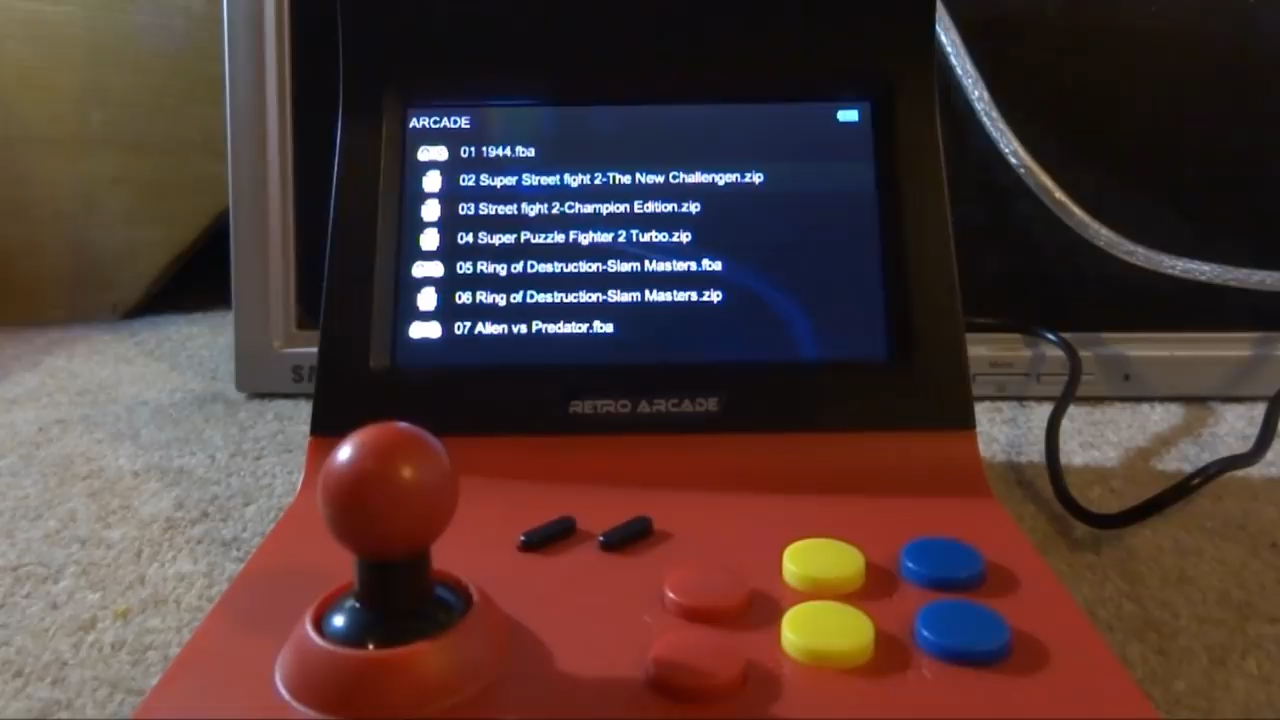 ARCADE
01 1944.fba
02 Super Street fight 2-The New Challengen.zip
03 Street fight 2-Champion Edition.zip
04 Super Puzzle Fighter 2 Turbo.zip
05 Ring of Destruction-Slam Masters.fba
06 Ring of Destruction-Slam Masters.zip
07 Alien vs Predator.fba
RETRO ARCADE
SM